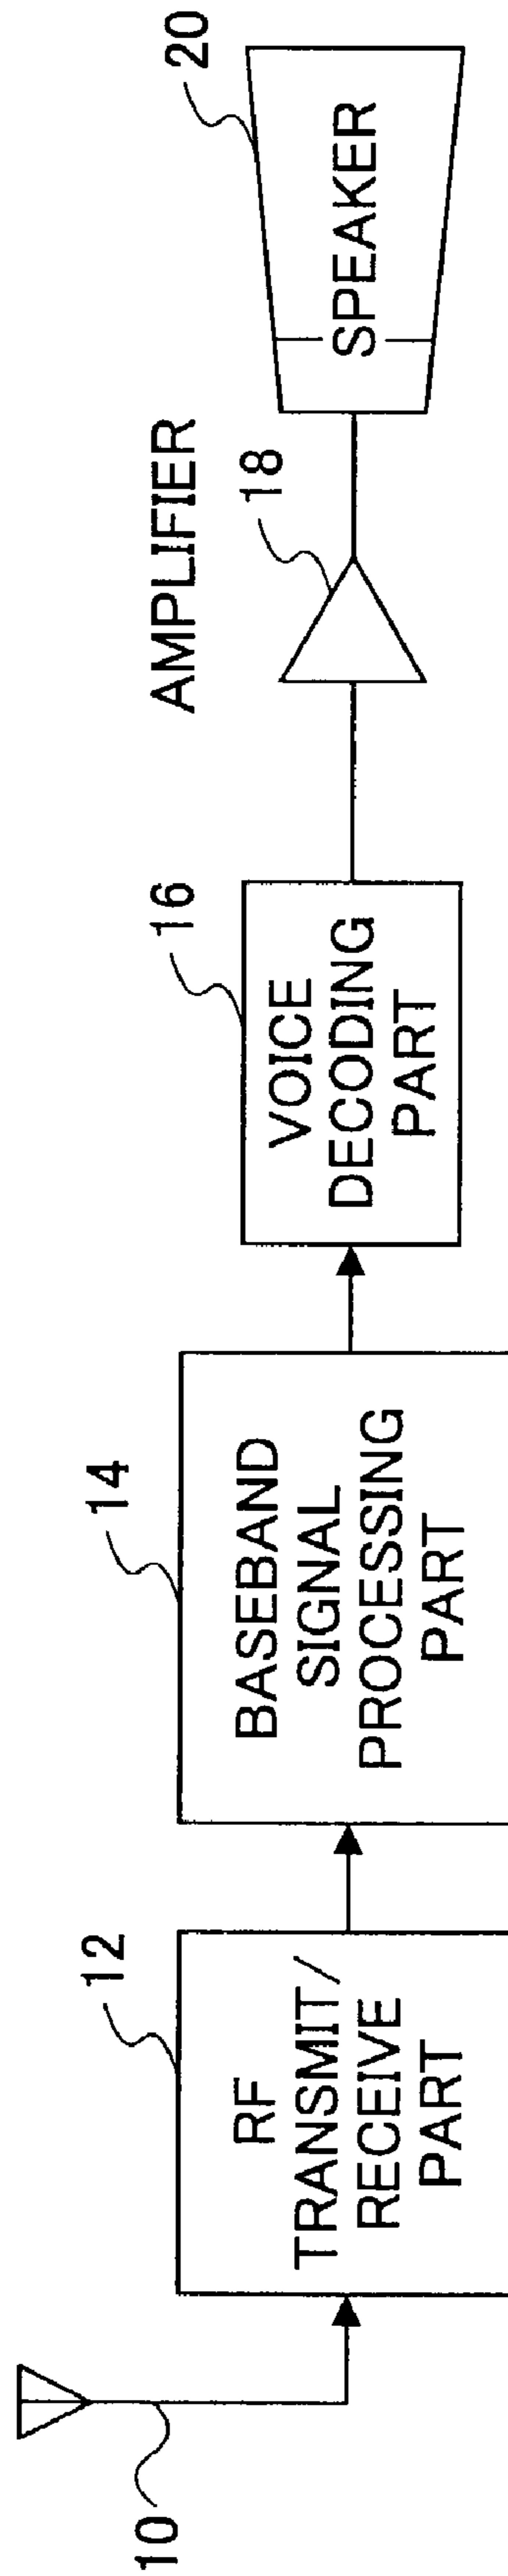 10
12
RF
TRANSMIT/
RECEIVE
PART
14
BASEBAND
SIGNAL
PROCESSING
PART
16
VOICE
DECODING
PART
AMPLIFIER
18
20
SPEAKER